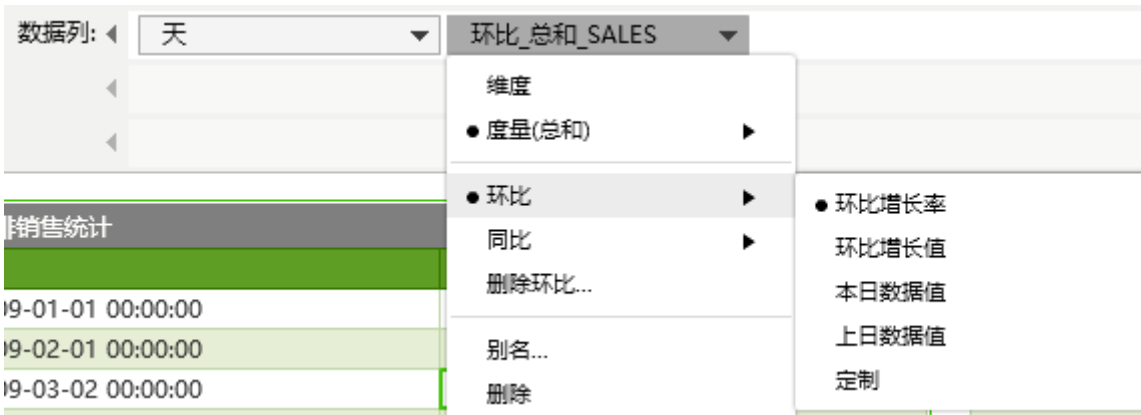 数据列: 天 环比_总和_SALES
维度
度量(总和)
环比
同比
删除环比...
别名...
删除
环比增长率
环比增长值
本日数据值
上日数据值
定制
销售统计
09-01-01 00:00:00
09-02-01 00:00:00
09-03-02 00:00:00